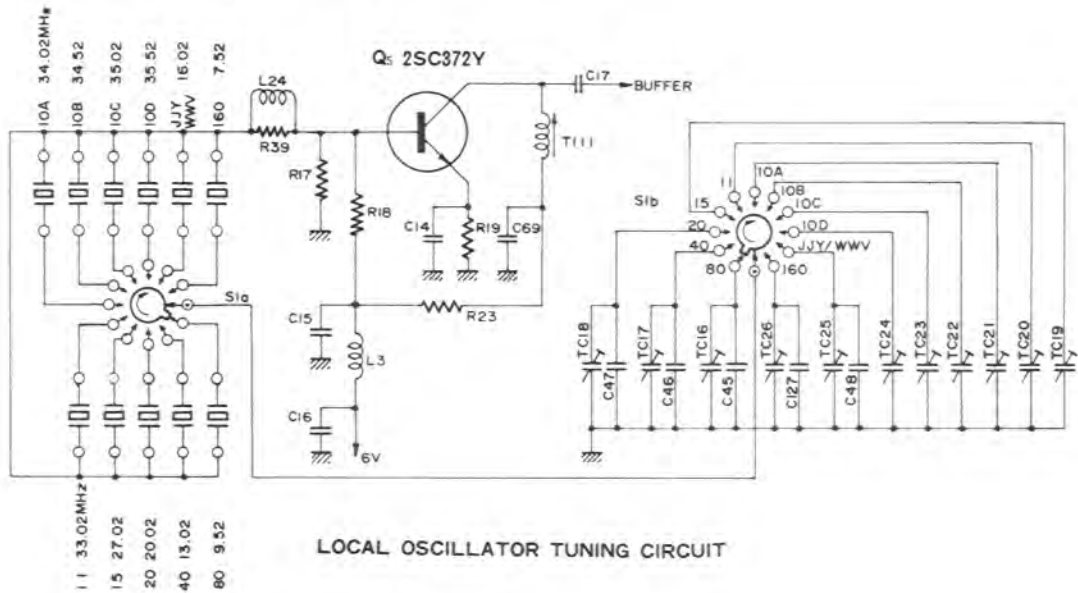 10A 34.02MHz
10B 34.52
10C 35.02
10D 35.52
JJY WWV 16.02
160 7.52
L24
R39
Q5 2SC372Y
C17
BUFFER
T(1)
R17
R18
C14
R19
C69
S1a
C15
R23
L3
C16
6V
S1b
10A
11
10B
15
10C
20
10D
40
JJY/WWV
80
160
TC18
C47
TC17
C46
TC16
C45
TC26
C127
TC25
C48
TC24
TC23
TC22
TC21
TC20
TC19
11 33.02MHz
15 27.02
20 20.02
40 13.02
80 9.52
LOCAL OSCILLATOR TUNING CIRCUIT